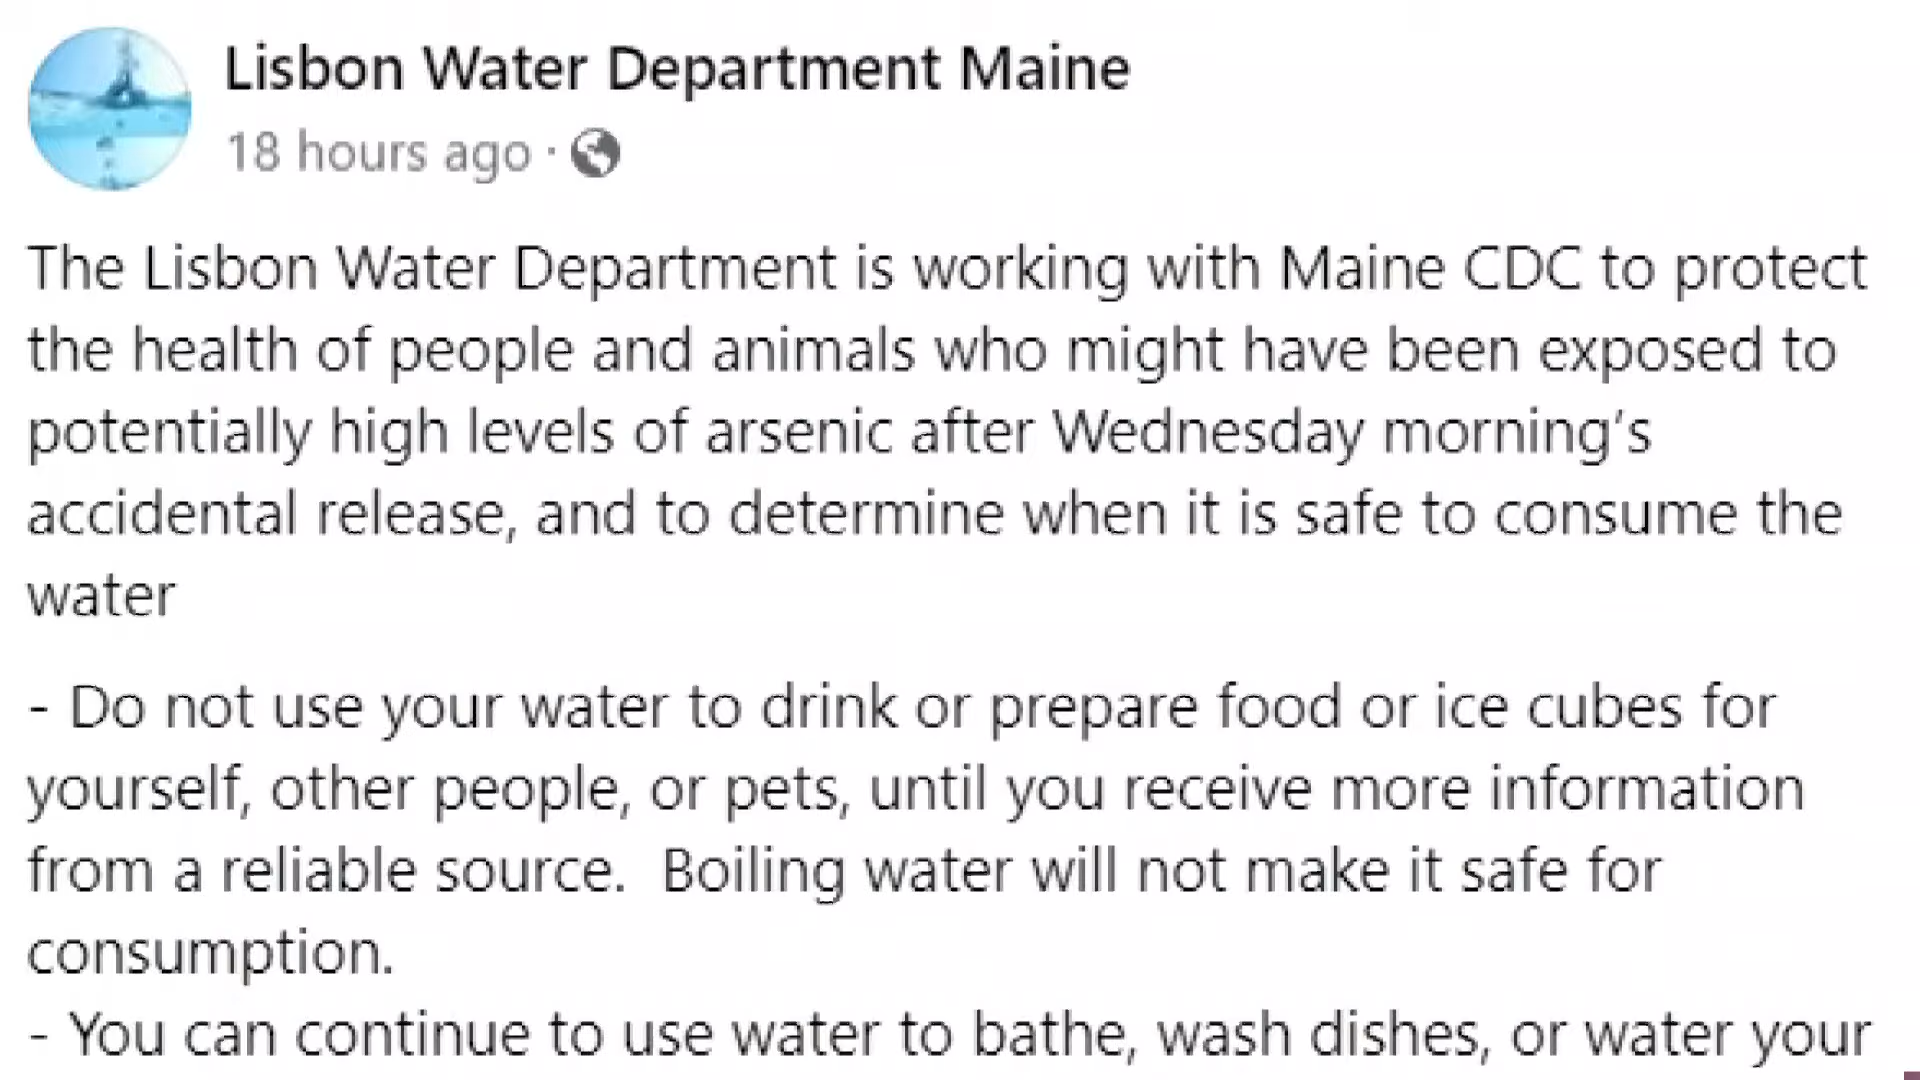 Lisbon Water Department Maine
18 hours ago ·
The Lisbon Water Department is working with Maine CDC to protect
the health of people and animals who might have been exposed to
potentially high levels of arsenic after Wednesday morning's
accidental release, and to determine when it is safe to consume the
water
- Do not use your water to drink or prepare food or ice cubes for
yourself, other people, or pets, until you receive more information
from a reliable source.  Boiling water will not make it safe for
consumption.
- You can continue to use water to bathe, wash dishes, or water your